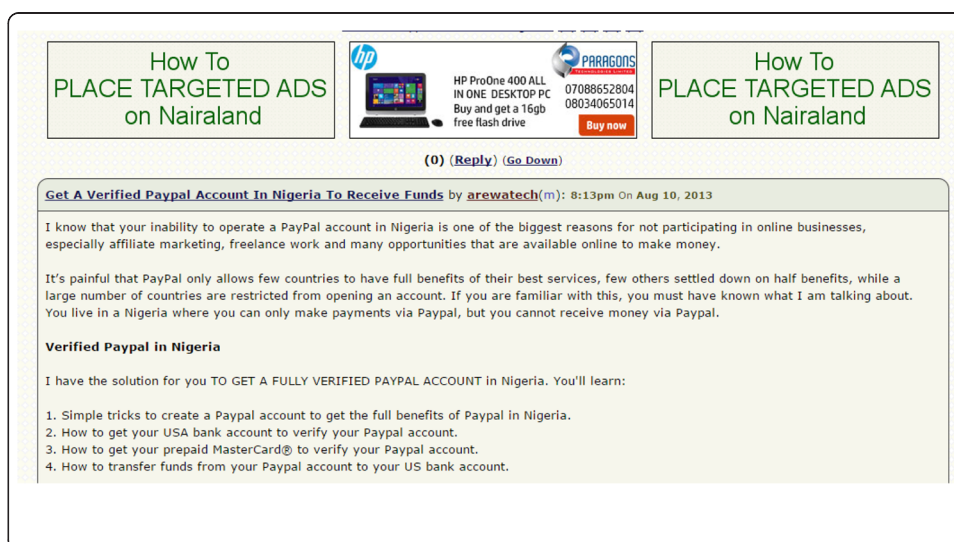 How To
PLACE TARGETED ADS
on Nairaland
hp
HP ProOne 400 ALL
IN ONE DESKTOP PC
Buy and get a 16gb
free flash drive
PARAGONS
TECHNOLOGIES LIMITED
07088652804
08034065014
Buy now
How To
PLACE TARGETED ADS
on Nairaland
(0) (Reply) (Go Down)
Get A Verified Paypal Account In Nigeria To Receive Funds by arewatech(m): 8:13pm On Aug 10, 2013
I know that your inability to operate a PayPal account in Nigeria is one of the biggest reasons for not participating in online businesses,
especially affiliate marketing, freelance work and many opportunities that are available online to make money.
It's painful that PayPal only allows few countries to have full benefits of their best services, few others settled down on half benefits, while a
large number of countries are restricted from opening an account. If you are familiar with this, you must have known what I am talking about.
You live in a Nigeria where you can only make payments via Paypal, but you cannot receive money via Paypal.
Verified Paypal in Nigeria
I have the solution for you TO GET A FULLY VERIFIED PAYPAL ACCOUNT in Nigeria. You'll learn:
1. Simple tricks to create a Paypal account to get the full benefits of Paypal in Nigeria.
2. How to get your USA bank account to verify your Paypal account.
3. How to get your prepaid MasterCard® to verify your Paypal account.
4. How to transfer funds from your Paypal account to your US bank account.